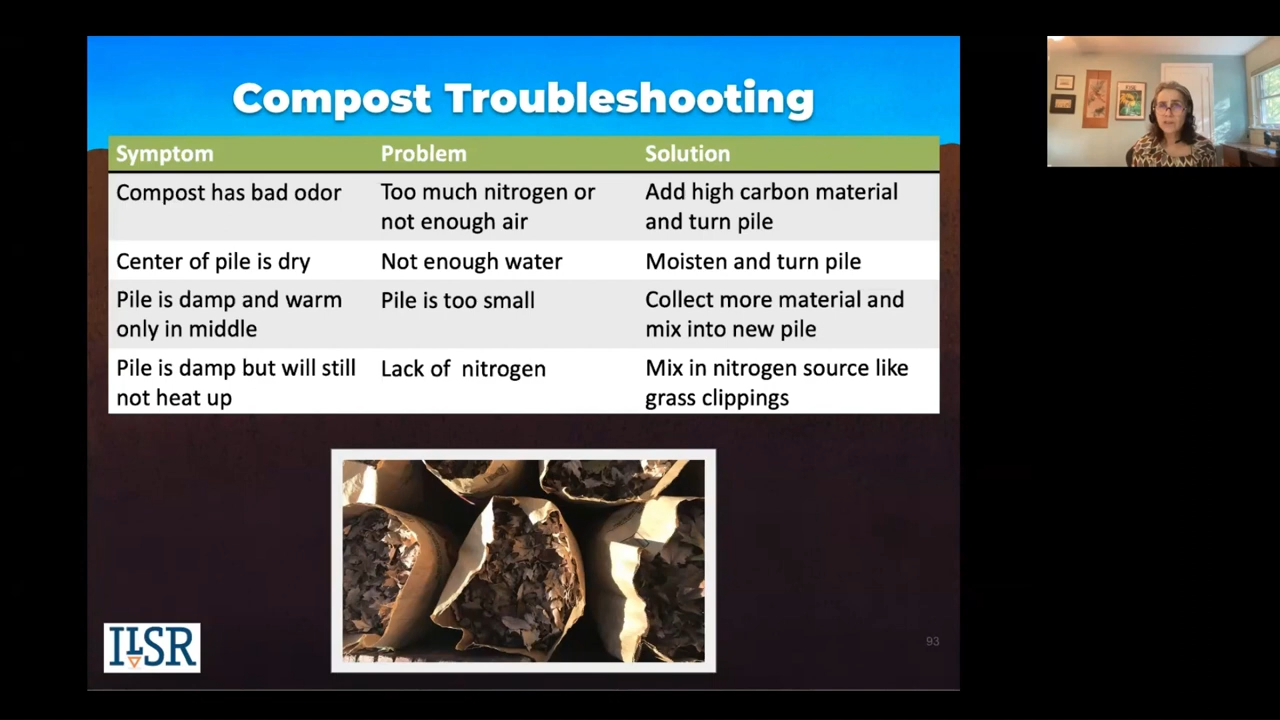 Compost Troubleshooting
Symptom Problem Solution
Compost has bad odor Too much nitrogen or Add high carbon material
not enough air and turn pile
Center of pile is dry Not enough water Moisten and turn pile
Pile is damp and warm Pile is too small Collect more material and
only in middle mix into new pile
Pile is damp but will still Lack of nitrogen Mix in nitrogen source like
not heat up grass clippings
ILSR
93